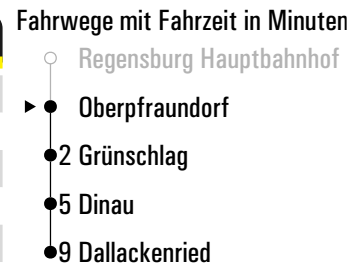 Fahrwege mit Fahrzeit in Minuten
Regensburg Hauptbahnhof
Oberpfraundorf
2 Grünschlag
5 Dinau
9 Dallackenried